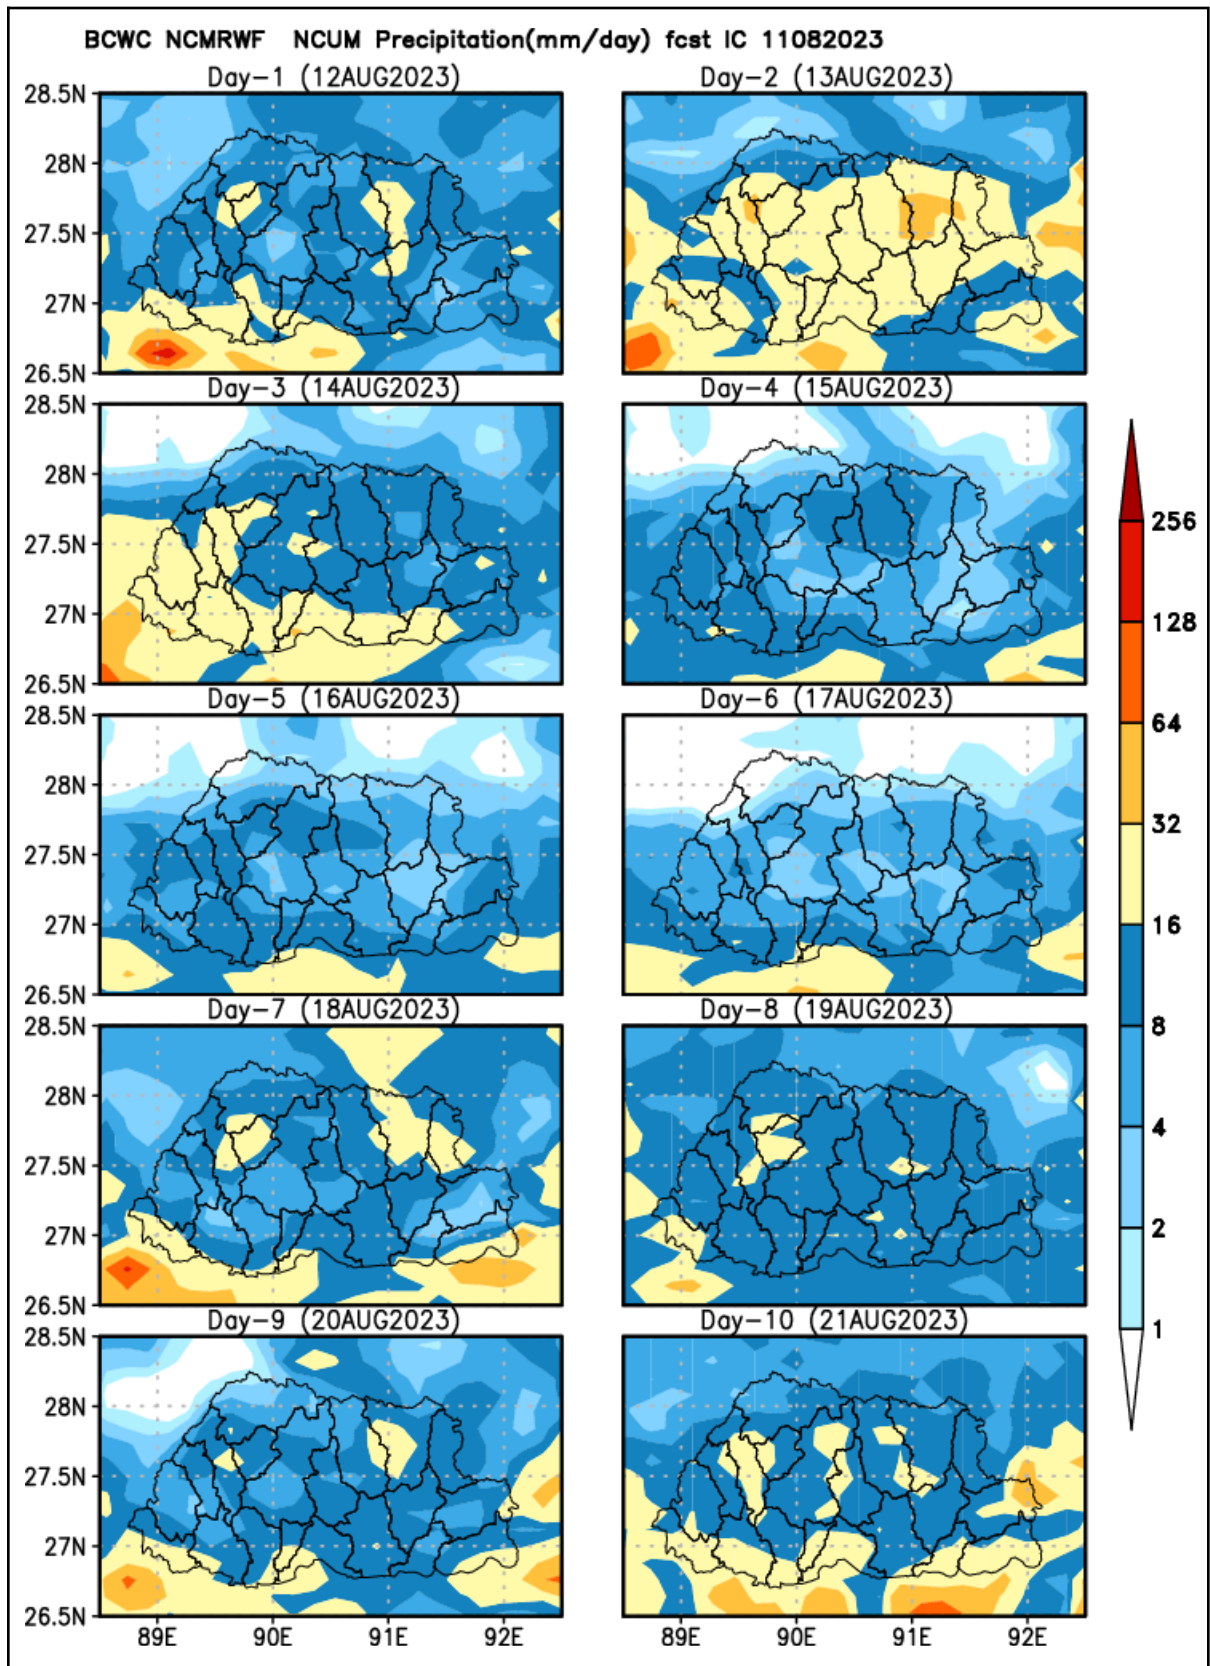 BCWC NCMRWF NCUM Precipitation(mm/day) fcst IC 11082023
Day-1 (12AUG2023)
Day-2 (13AUG2023)
28.5N
28N
27.5N
27N
26.5N
Day-3 (14AUG2023)
Day-4 (15AUG2023)
28.5N
28N
27.5N
27N
26.5N
Day-5 (16AUG2023)
Day-6 (17AUG2023)
28.5N
28N
27.5N
27N
26.5N
Day-7 (18AUG2023)
Day-8 (19AUG2023)
28.5N
28N
27.5N
27N
26.5N
Day-9 (20AUG2023)
Day-10 (21AUG2023)
28.5N
28N
27.5N
27N
26.5N
89E 90E 91E 92E
89E 90E 91E 92E
256
128
64
32
16
8
4
2
1